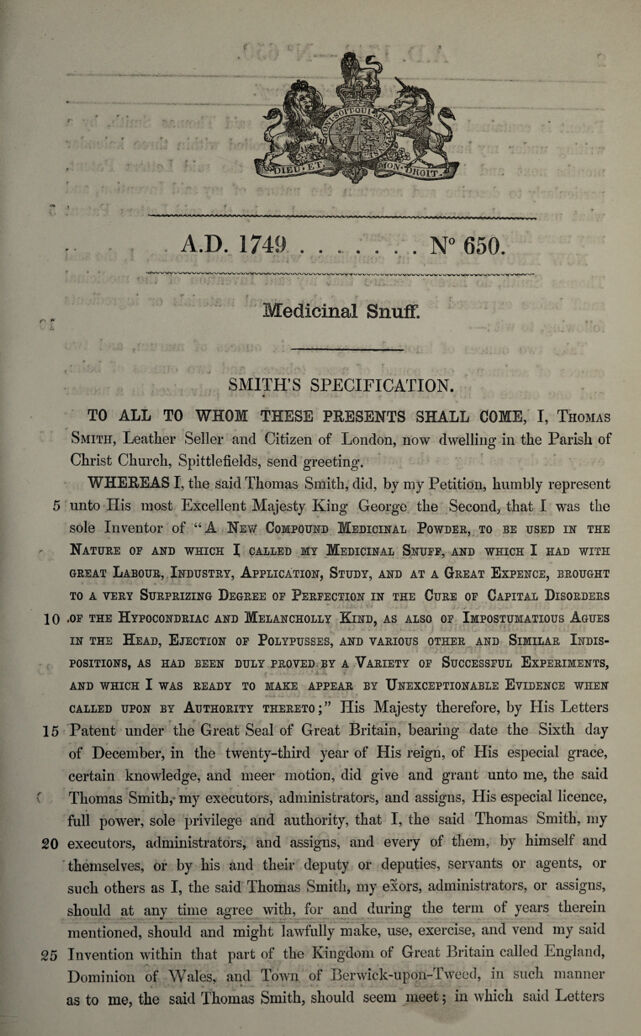 HONI·SOIT·QUI·MAL·Y
DIEU·ET MON·DROIT.
A.D. 1749 . . . . . . . . Nº 650.
Medicinal Snuff.
SMITH'S SPECIFICATION.
TO ALL TO WHOM THESE PRESENTS SHALL COME, I, THOMAS
SMITH, Leather Seller and Citizen of London, now dwelling in the Parish of
Christ Church, Spittlefields, send greeting.
WHEREAS I, the said Thomas Smith, did, by my Petition, humbly represent
5 unto His most Excellent Majesty King George the Second, that I was the
sole Inventor of "A NEW COMPOUND MEDICINAL POWDER, TO BE USED IN THE
NATURE OF AND WHICH I CALLED MY MEDICINAL SNUFF, AND WHICH I HAD WITH
GREAT LABOUR, INDUSTRY, APPLICATION, STUDY, AND AT A GREAT EXPENCE, BROUGHT
TO A VERY SURPRIZING DEGREE OF PERFECTION IN THE CURE OF CAPITAL DISORDERS
10 OF THE HYPOCONDRIAC AND MELANCHOLLY KIND, AS ALSO OF IMPOSTUMATIOUS AGUES
IN THE HEAD, EJECTION OF POLYPUSSES, AND VARIOUS OTHER AND SIMILAR INDIS-
POSITIONS, AS HAD BEEN DULY PROVED BY A VARIETY OF SUCCESSFUL EXPERIMENTS,
AND WHICH I WAS READY TO MAKE APPEAR BY UNEXCEPTIONABLE EVIDENCE WHEN
CALLED UPON BY AUTHORITY THERETO;" His Majesty therefore, by His Letters
15 Patent under the Great Seal of Great Britain, bearing date the Sixth day
of December, in the twenty-third year of His reign, of His especial grace,
certain knowledge, and meer motion, did give and grant unto me, the said
Thomas Smith, my executors, administrators, and assigns, His especial licence,
full power, sole privilege and authority, that I, the said Thomas Smith, my
20 executors, administrators, and assigns, and every of them, by himself and
themselves, or by his and their deputy or deputies, servants or agents, or
such others as I, the said Thomas Smith, my exors, administrators, or assigns,
should at any time agree with, for and during the term of years therein
mentioned, should and might lawfully make, use, exercise, and vend my said
25 Invention within that part of the Kingdom of Great Britain called England,
Dominion of Wales, and Town of Berwick-upon-Tweed, in such manner
as to me, the said Thomas Smith, should seem meet; in which said Letters